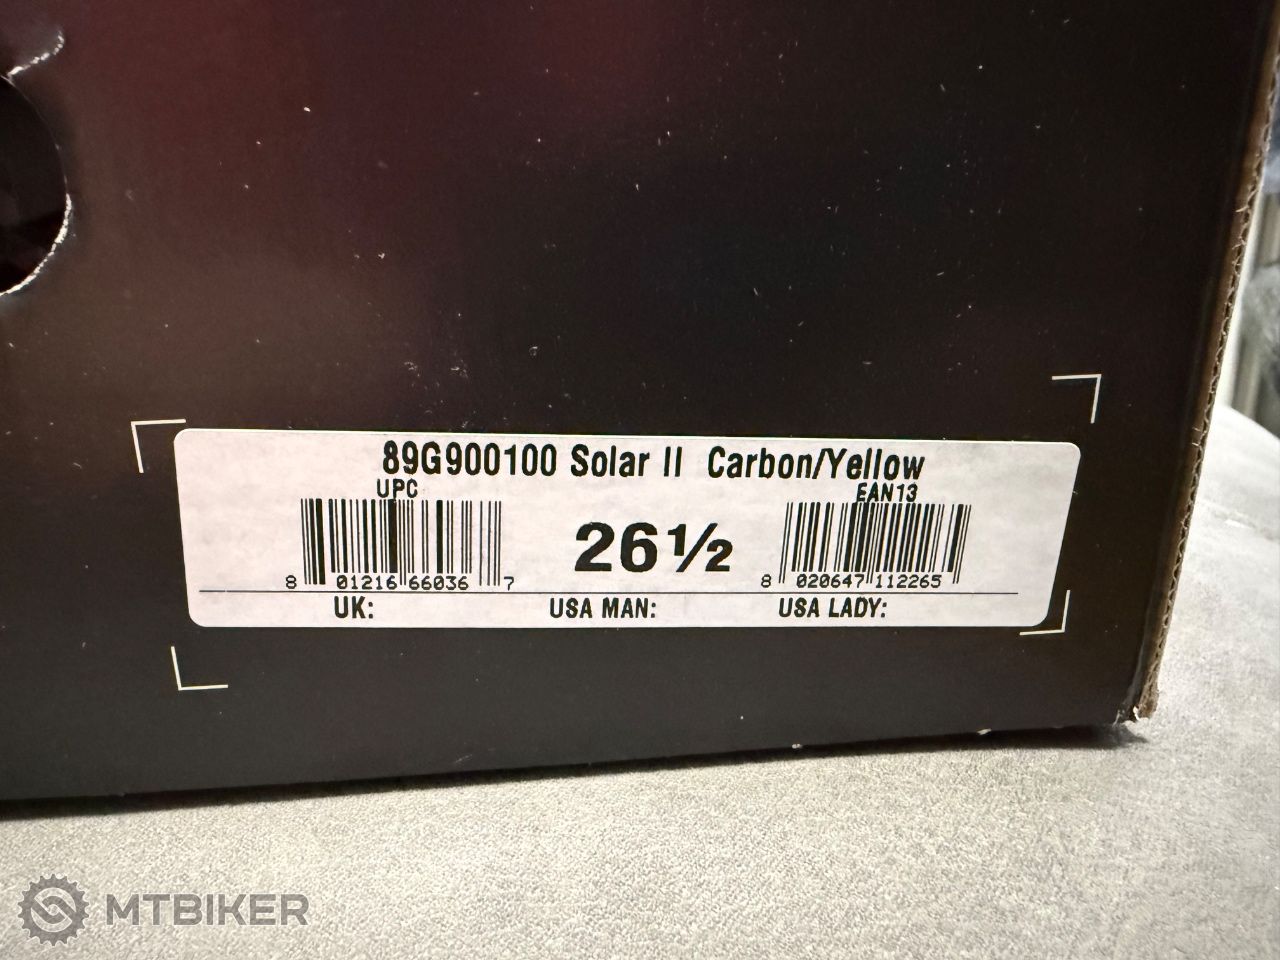 89G900100 Solar II Carbon/Yellow
UPC
EAN13
26½
8 01216 66036 7
8 020647 112265
UK:
USA MAN:
USA LADY:
MTBIKER